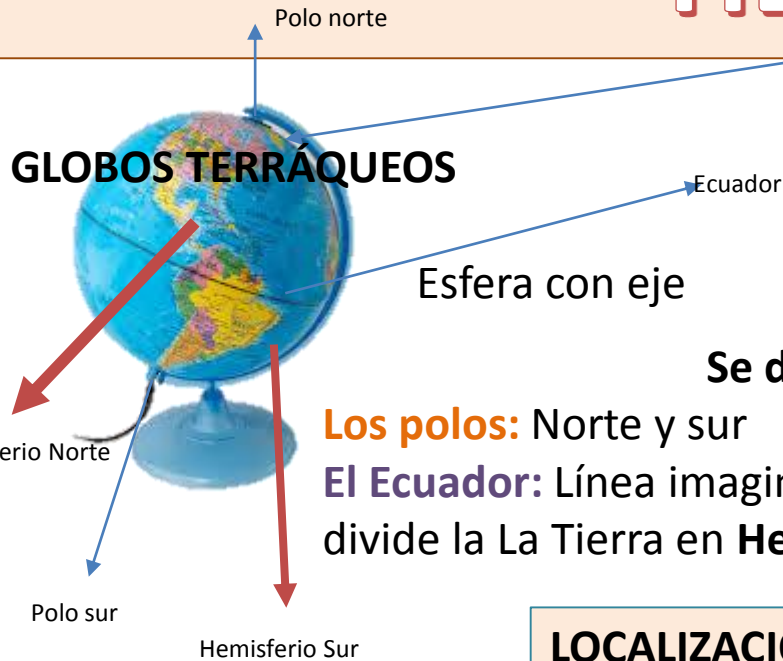 Polo norte
GLOBOS TERRÁQUEOS
Ecuador
Esfera con eje
Se d
Los polos: Norte y sur
erio Norte
El Ecuador: Línea imagin
divide la La Tierra en He
Polo sur
Hemisferio Sur
LOCALIZACIO